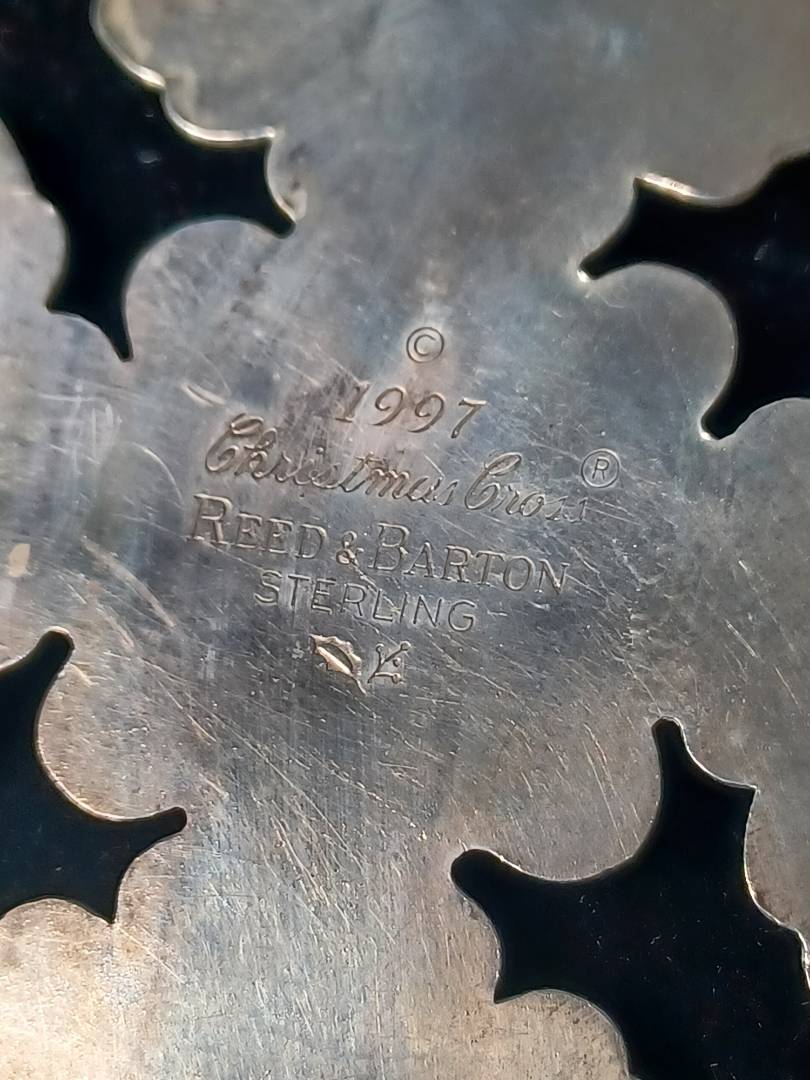 ©
1997
Christmas Cross ®
REED & BARTON
STERLING